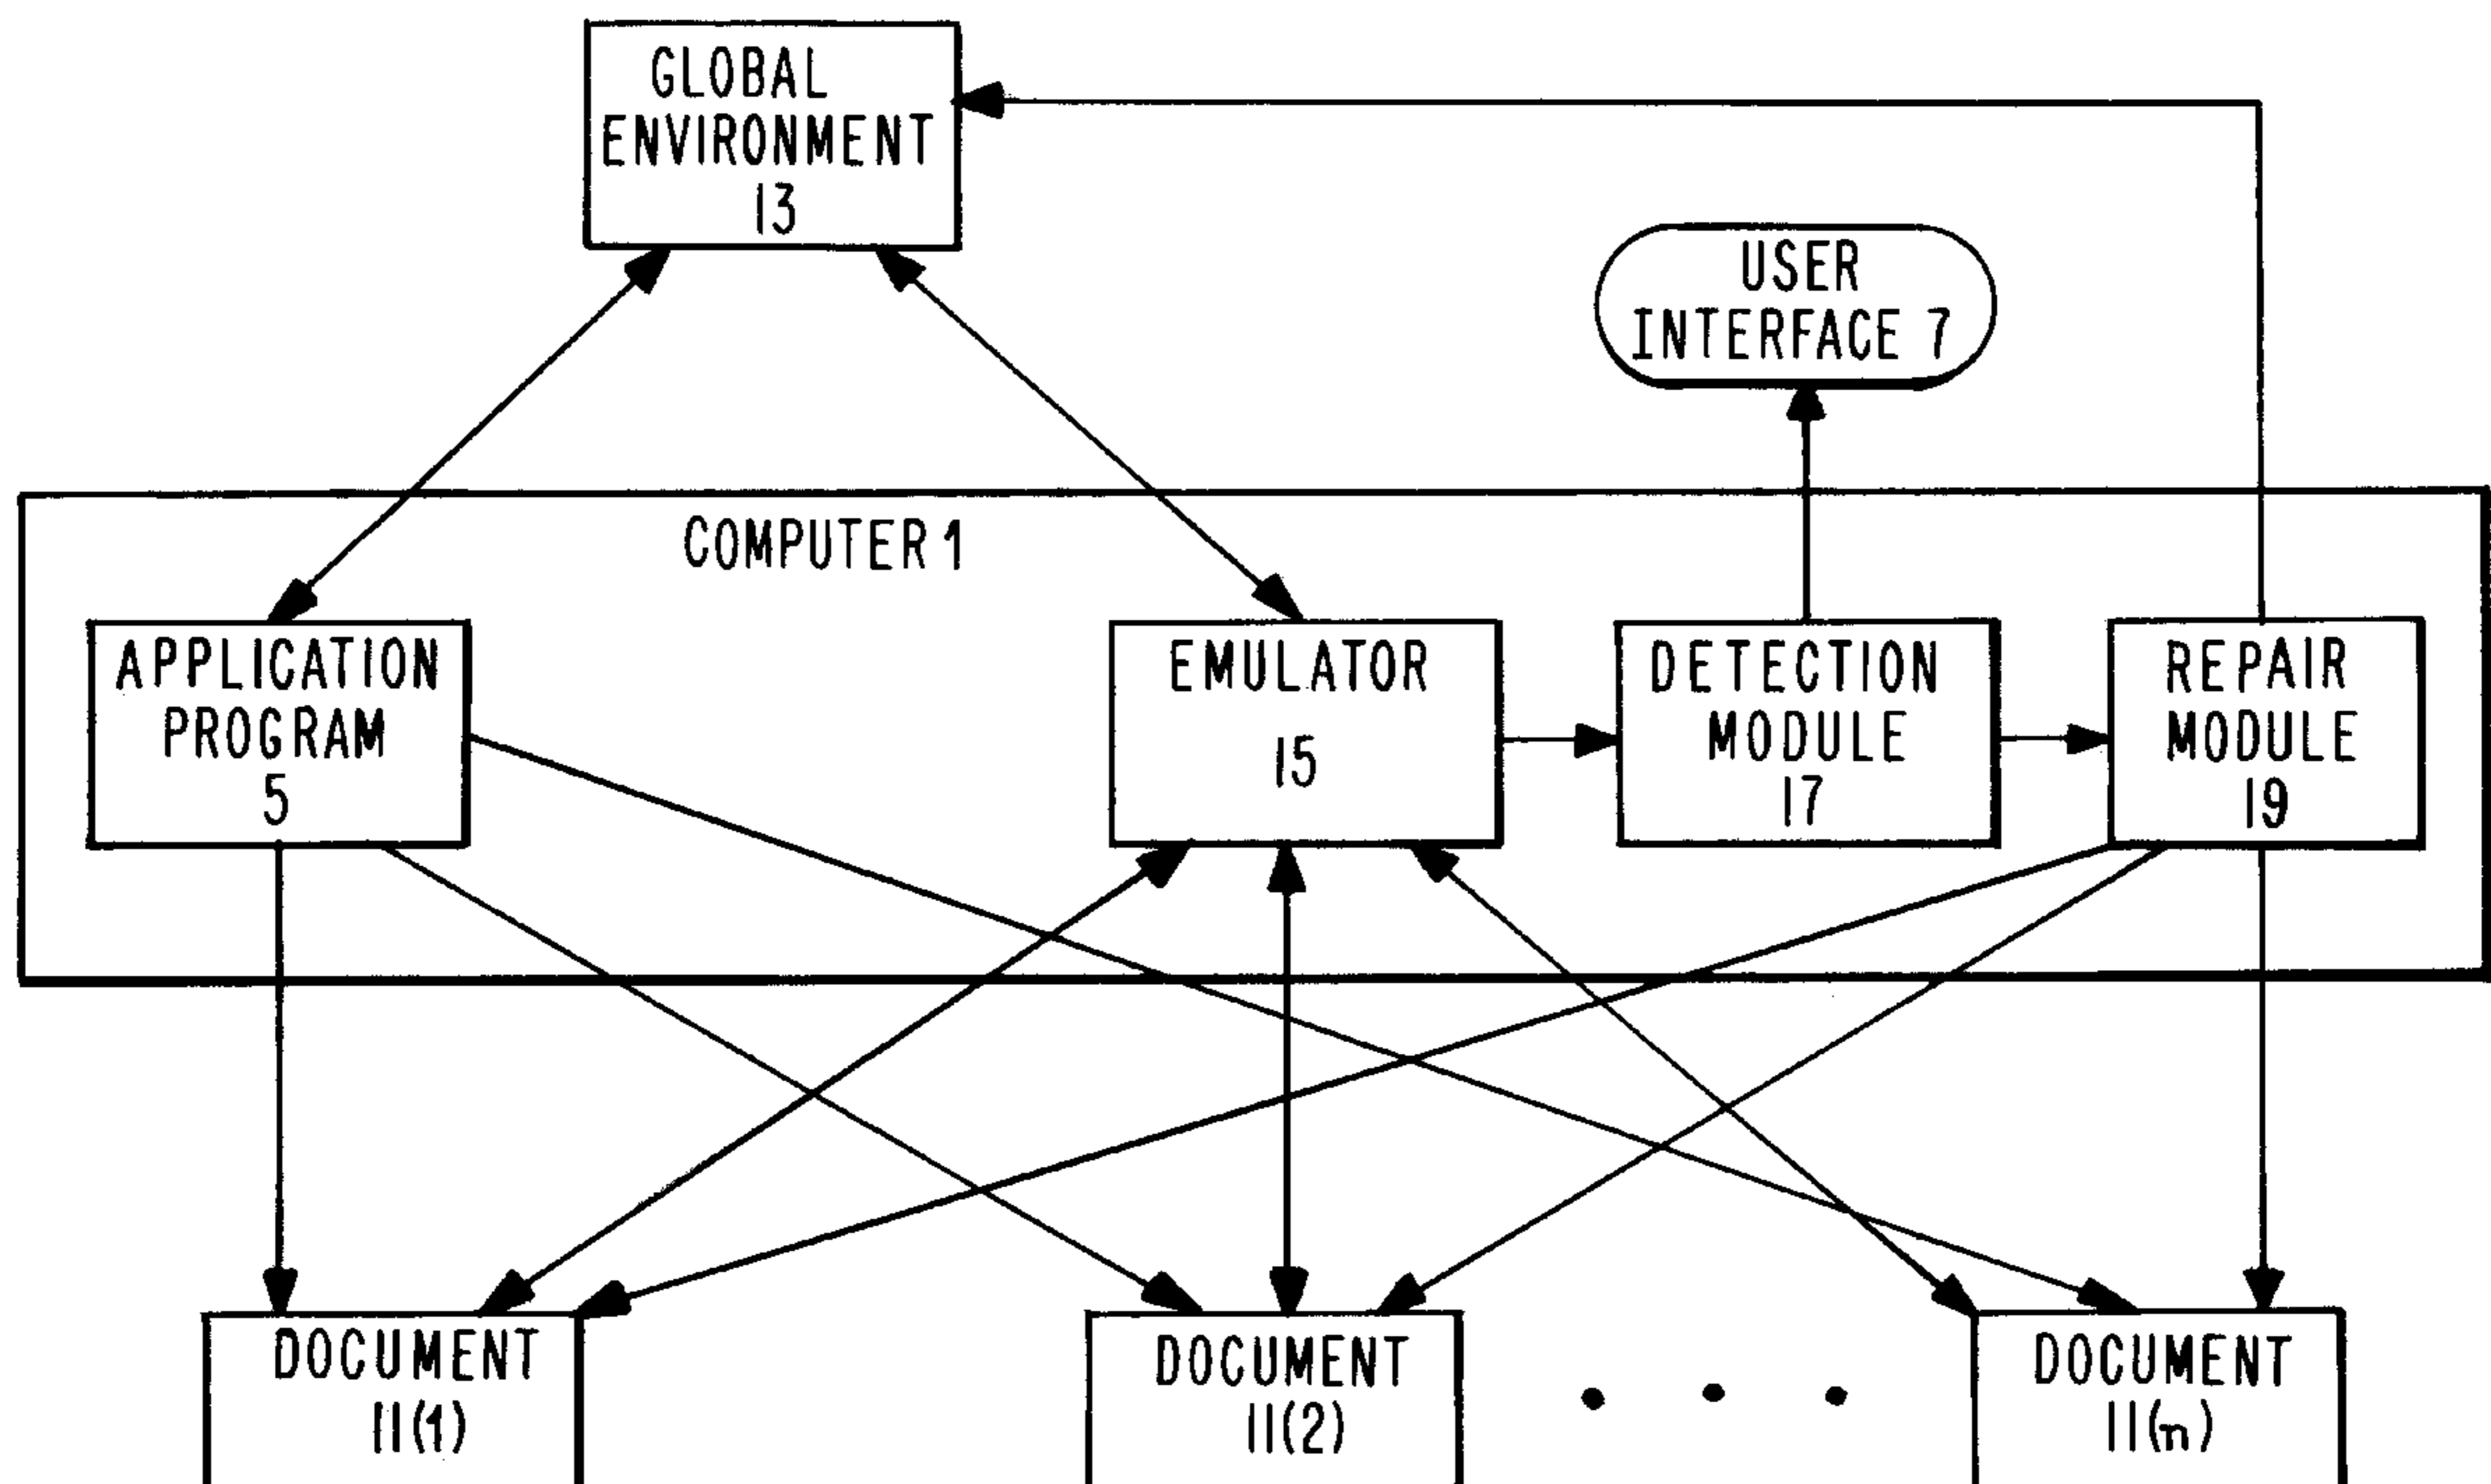 GLOBAL
ENVIRONMENT
13
USER
INTERFACE 7
COMPUTER 1
APPLICATION
PROGRAM
5
EMULATOR
15
DETECTION
MODULE
17
REPAIR
MODULE
19
DOCUMENT
11(1)
DOCUMENT
11(2)
DOCUMENT
11(n)